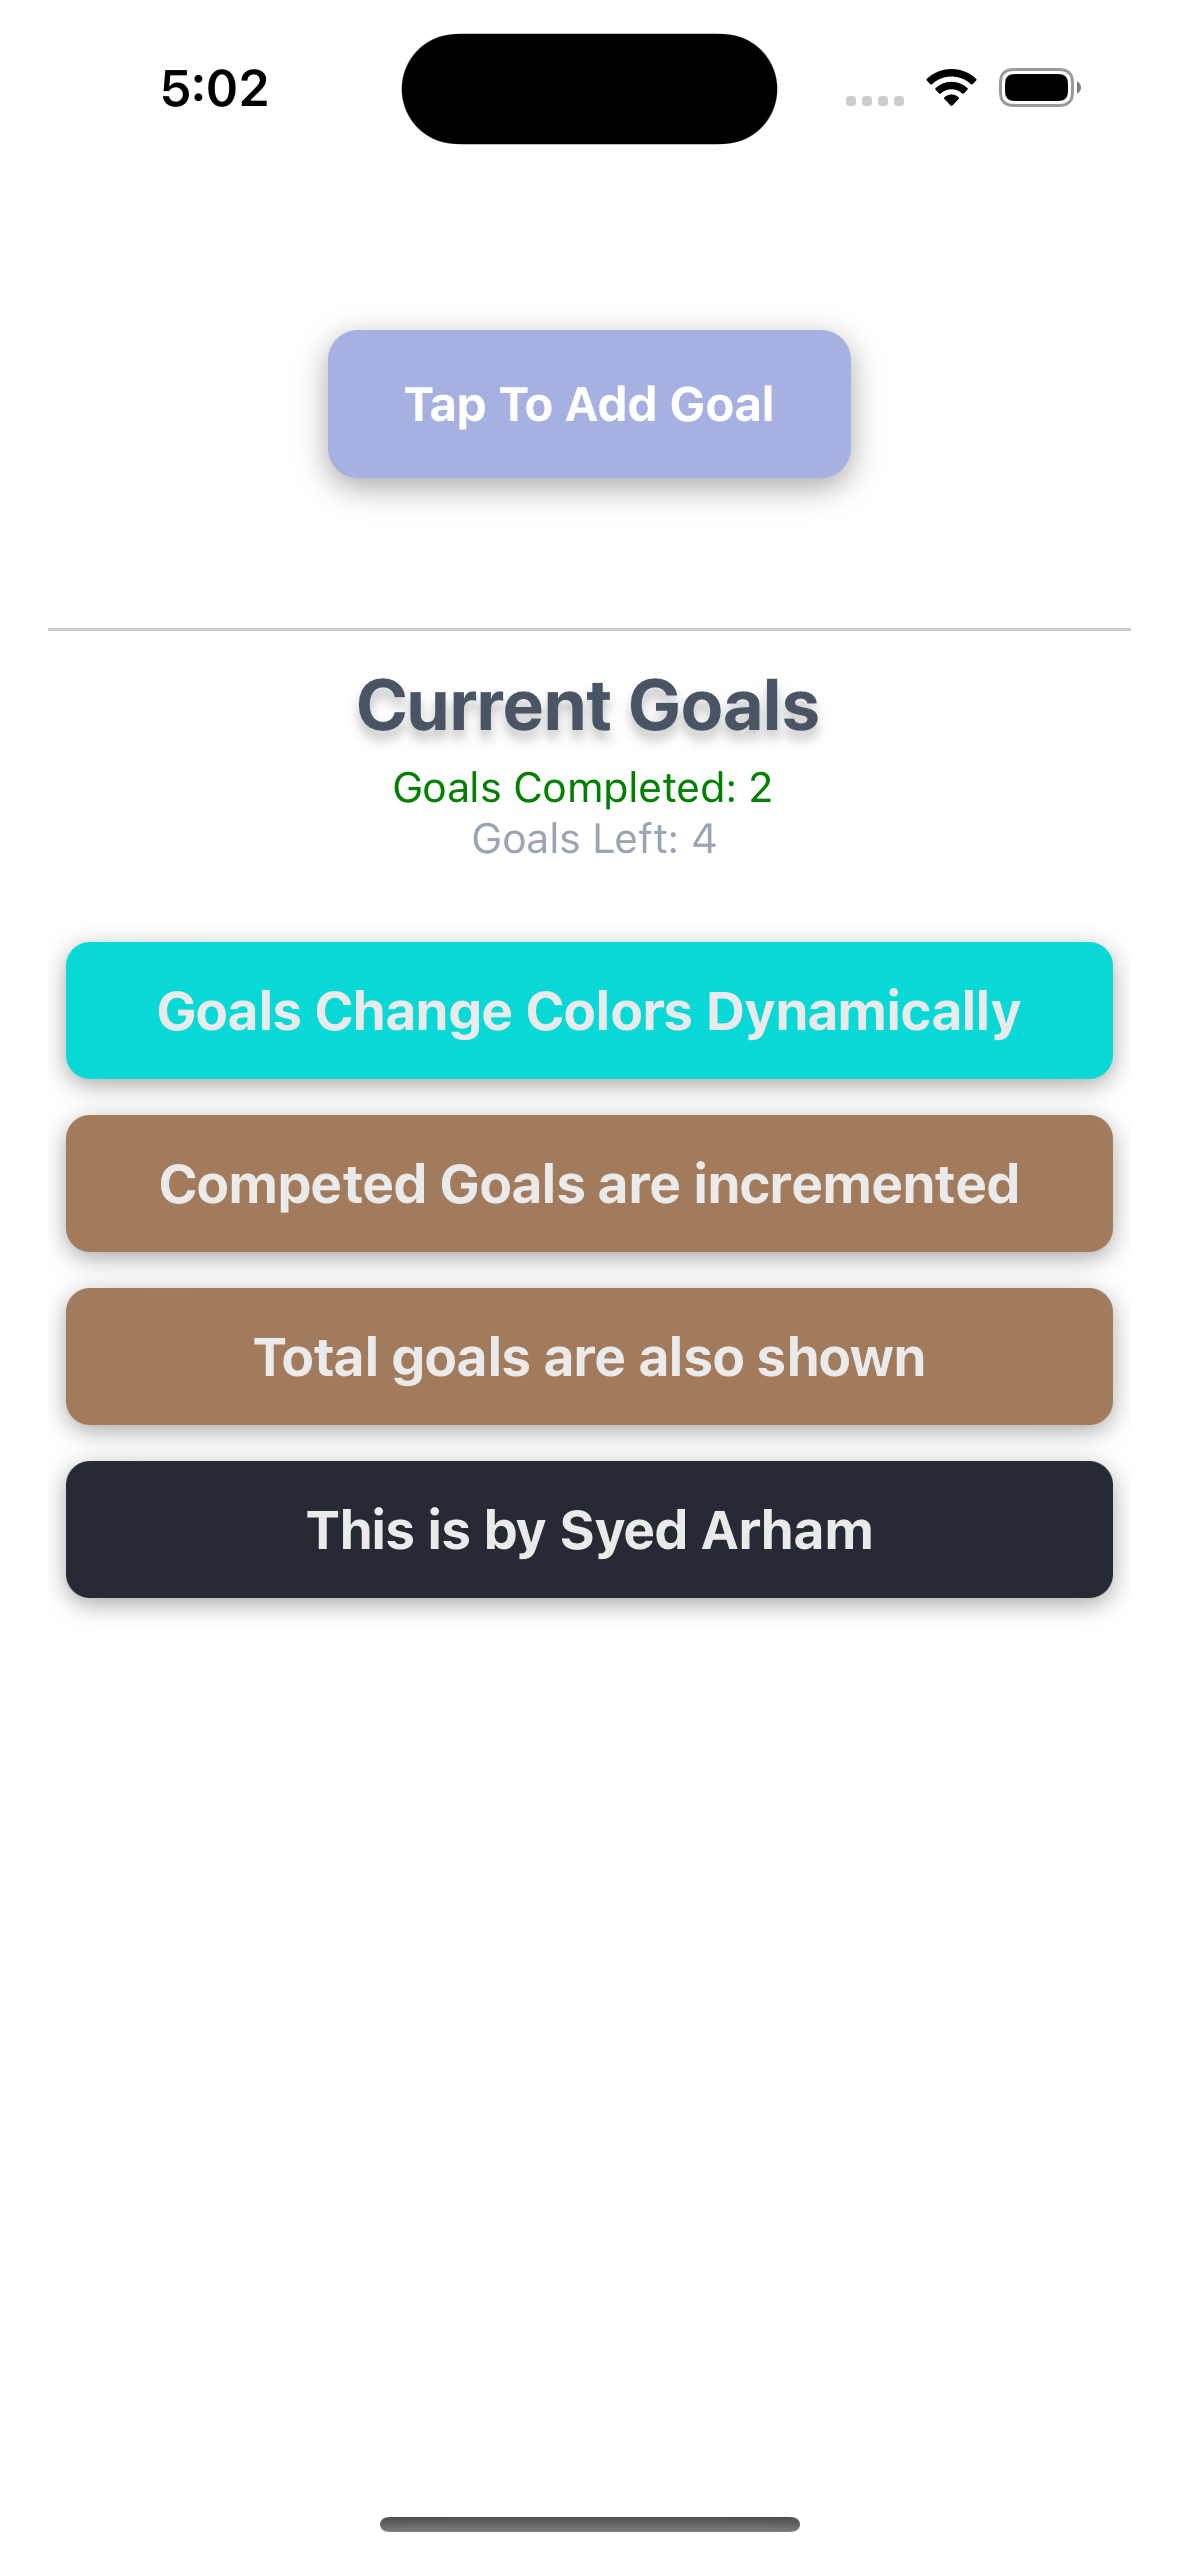 5:02
Tap To Add Goal
Current Goals
Goals Completed: 2
Goals Left: 4
Goals Change Colors Dynamically
Competed Goals are incremented
Total goals are also shown
This is by Syed Arham